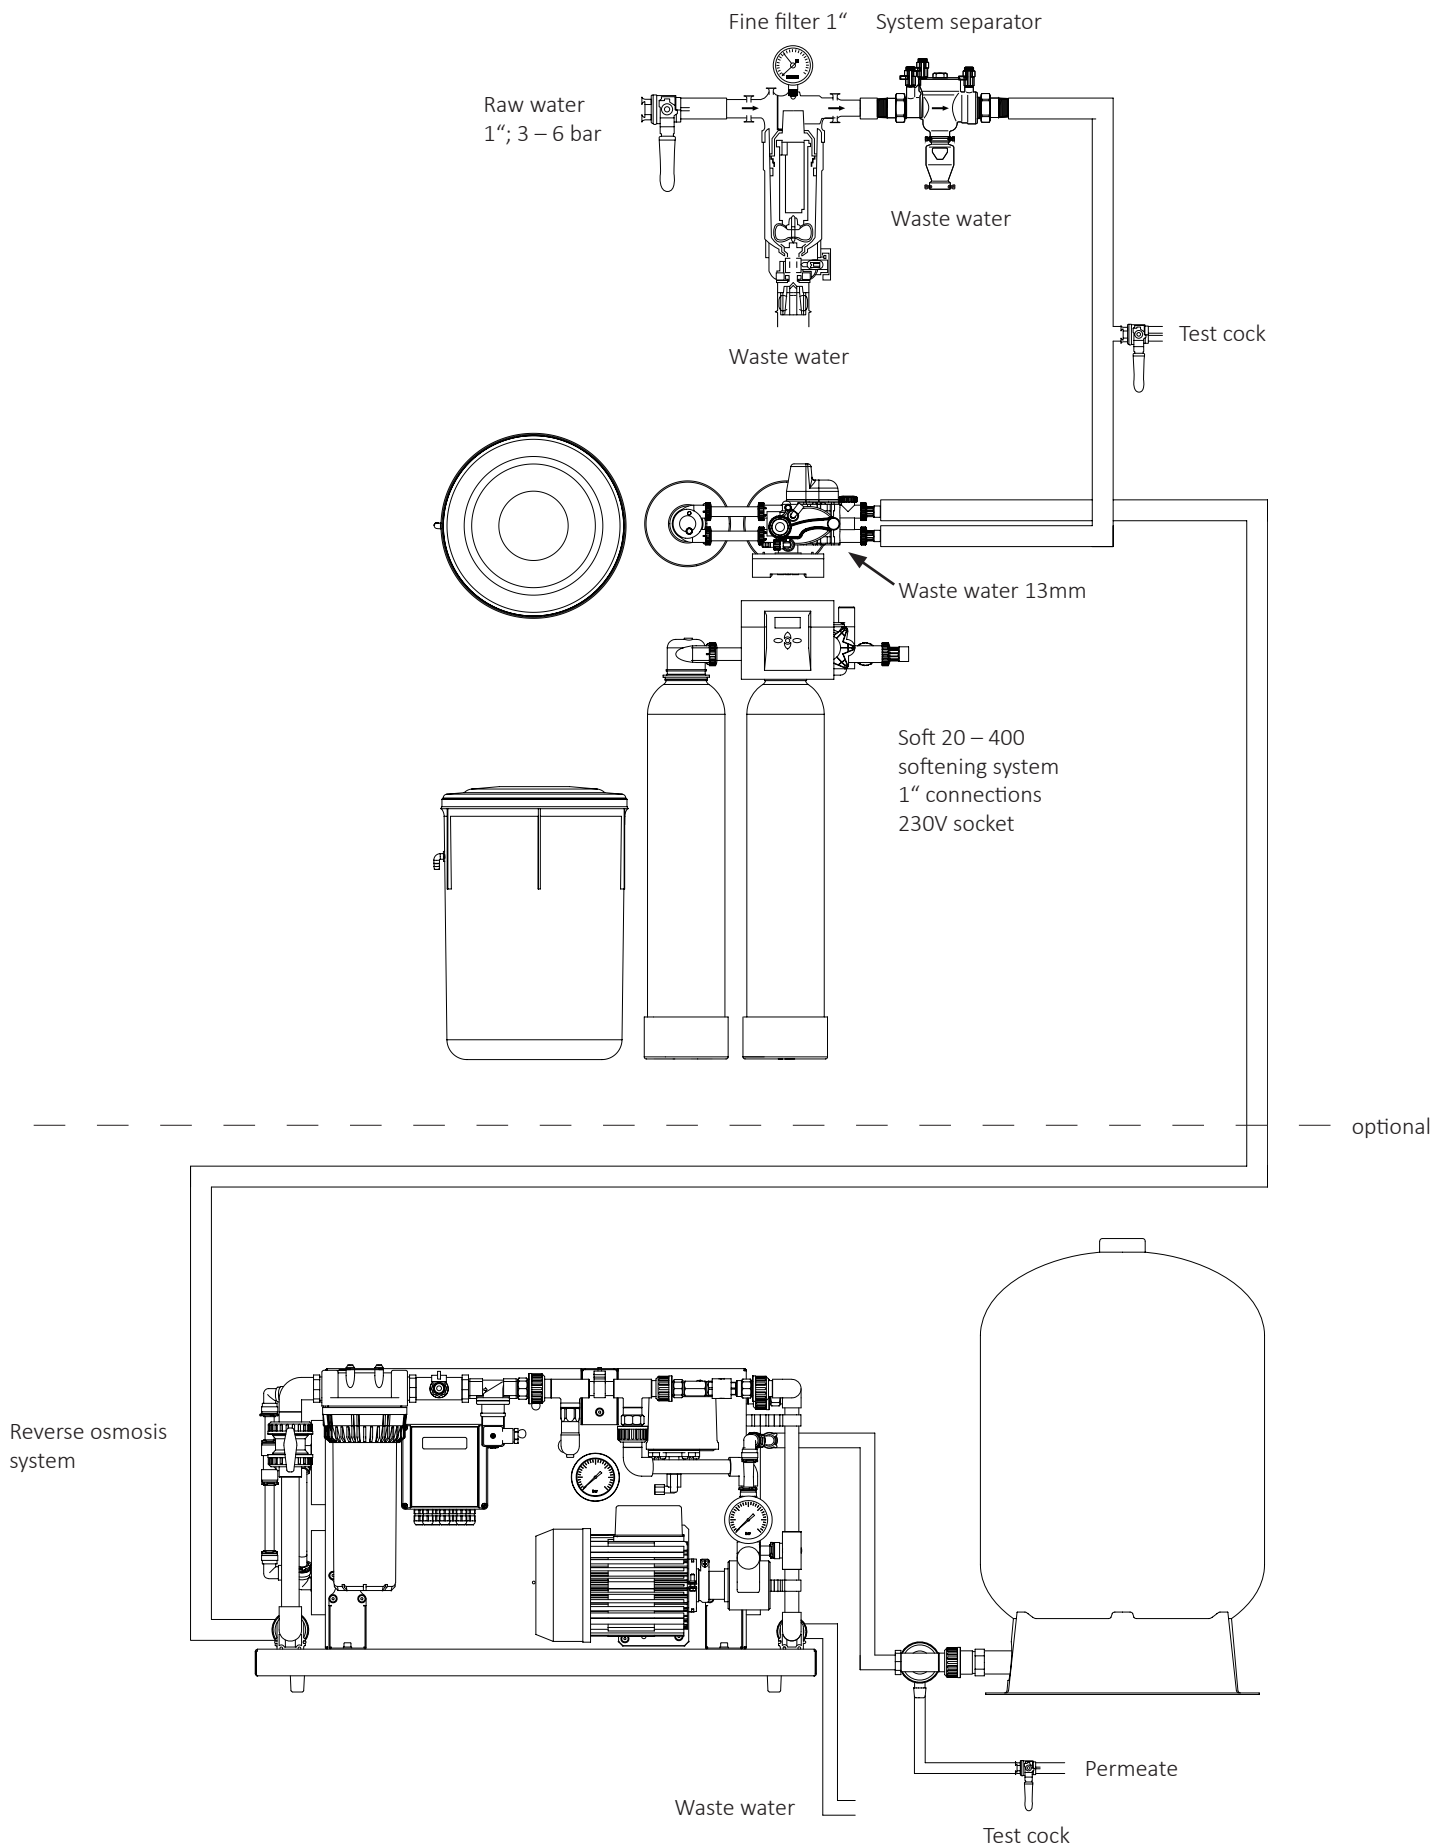 Fine filter 1“
System separator
Raw water
1“; 3 – 6 bar
Waste water
Test cock
Waste water
Waste water 13mm
Soft 20 – 400
softening system
1“ connections
230V socket
optional
Reverse osmosis
system
Permeate
Waste water
Test cock